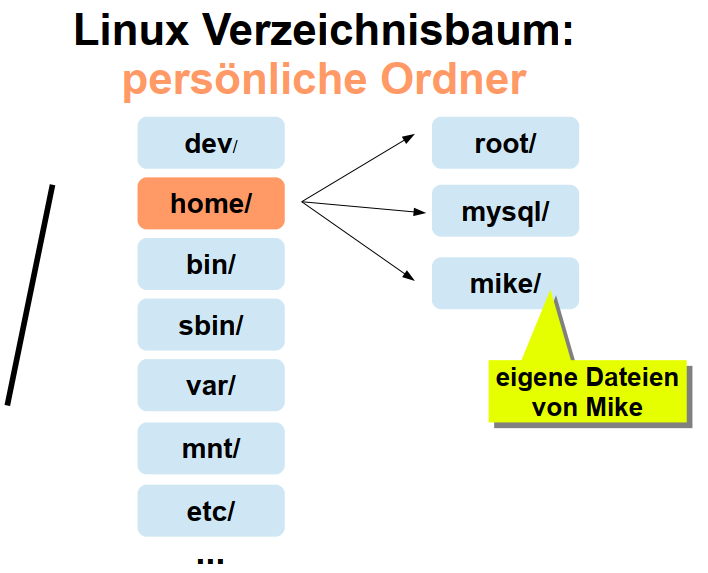 Linux Verzeichnisbaum:
persönliche Ordner
/
dev/
home/
bin/
sbin/
var/
mnt/
etc/
...
root/
mysql/
mike/
eigene Dateien
von Mike